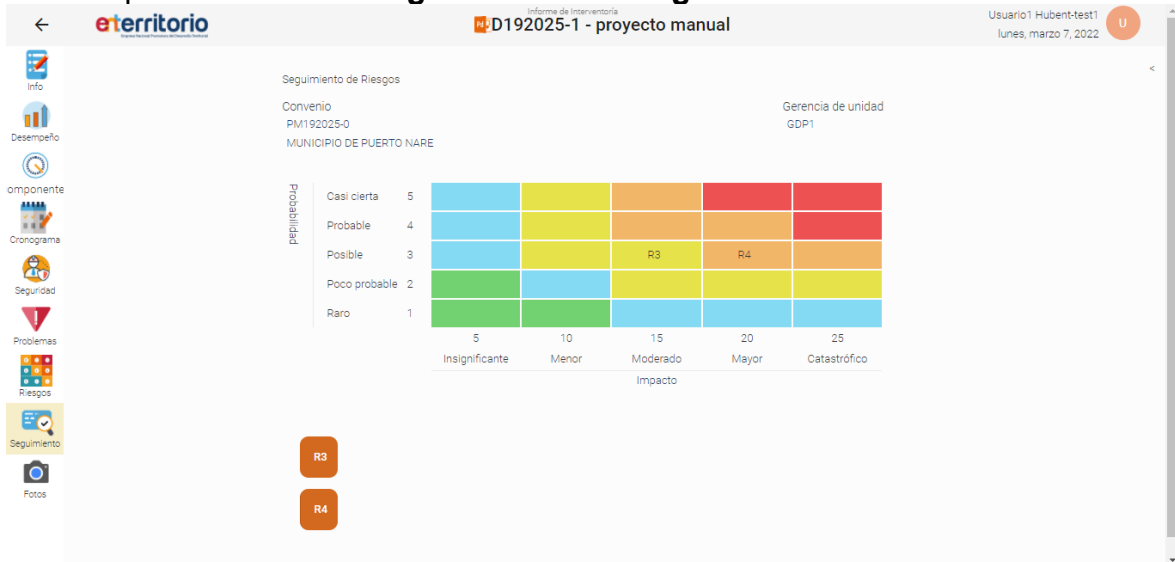 Informe de Interventoría
D192025-1 - proyecto manual
eterritorio
Usuario1 Hubent-test1
lunes, marzo 7, 2022
U
Info
Desempeño
omponente
Cronograma
Seguridad
Problemas
Riesgos
Seguimiento
Fotos
<
Seguimiento de Riesgos
Convenio
PM192025-0
MUNICIPIO DE PUERTO NARE
Gerencia de unidad
GDP1
Probabilidad
Casi cierta 5
Probable 4
Posible 3 R3 R4
Poco probable 2
Raro 1
5 10 15 20 25
Insignificante Menor Moderado Mayor Catastrófico
Impacto
R3
R4